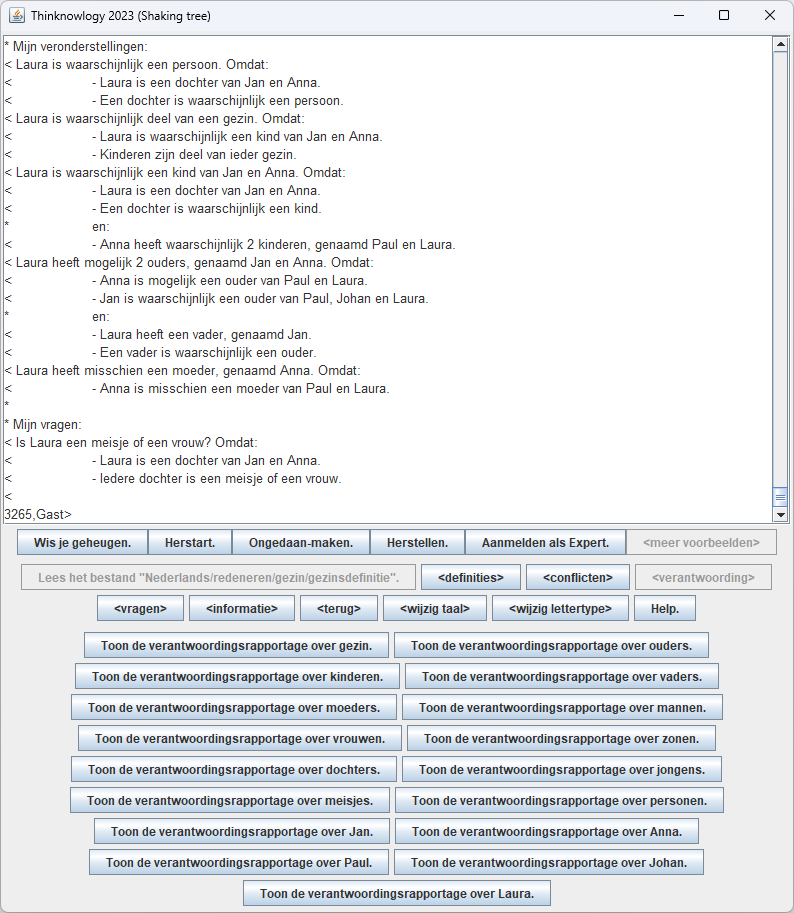 Thinknowlogy 2023 (Shaking tree)
* Mijn veronderstellingen:
< Laura is waarschijnlijk een persoon. Omdat:
< - Laura is een dochter van Jan en Anna.
< - Een dochter is waarschijnlijk een persoon.
< Laura is waarschijnlijk deel van een gezin. Omdat:
< - Laura is waarschijnlijk een kind van Jan en Anna.
< - Kinderen zijn deel van ieder gezin.
< Laura is waarschijnlijk een kind van Jan en Anna. Omdat:
< - Laura is een dochter van Jan en Anna.
< - Een dochter is waarschijnlijk een kind.
* en:
< - Anna heeft waarschijnlijk 2 kinderen, genaamd Paul en Laura.
< Laura heeft mogelijk 2 ouders, genaamd Jan en Anna. Omdat:
< - Anna is mogelijk een ouder van Paul en Laura.
< - Jan is waarschijnlijk een ouder van Paul, Johan en Laura.
* en:
< - Laura heeft een vader, genaamd Jan.
< - Een vader is waarschijnlijk een ouder.
< Laura heeft misschien een moeder, genaamd Anna. Omdat:
< - Anna is misschien een moeder van Paul en Laura.
*
* Mijn vragen:
< Is Laura een meisje of een vrouw? Omdat:
< - Laura is een dochter van Jan en Anna.
< - Iedere dochter is een meisje of een vrouw.
<
3265,Gast>
Wis je geheugen. Herstart. Ongedaan-maken. Herstellen. Aanmelden als Expert. <meer voorbeelden>
Lees het bestand "Nederlands/redeneren/gezin/gezinsdefinitie". <definities> <conflicten> <verantwoording>
<vragen> <informatie> <terug> <wijzig taal> <wijzig lettertype> Help.
Toon de verantwoordingsrapportage over gezin. Toon de verantwoordingsrapportage over ouders.
Toon de verantwoordingsrapportage over kinderen. Toon de verantwoordingsrapportage over vaders.
Toon de verantwoordingsrapportage over moeders. Toon de verantwoordingsrapportage over mannen.
Toon de verantwoordingsrapportage over vrouwen. Toon de verantwoordingsrapportage over zonen.
Toon de verantwoordingsrapportage over dochters. Toon de verantwoordingsrapportage over jongens.
Toon de verantwoordingsrapportage over meisjes. Toon de verantwoordingsrapportage over personen.
Toon de verantwoordingsrapportage over Jan. Toon de verantwoordingsrapportage over Anna.
Toon de verantwoordingsrapportage over Paul. Toon de verantwoordingsrapportage over Johan.
Toon de verantwoordingsrapportage over Laura.